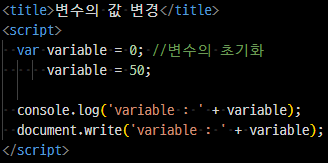 <title>변수의 값 변경</title>
<script>
var variable = 0; //변수의 초기화
variable = 50;
console.log('variable : ' + variable);
document.write('variable : ' + variable);
</script>